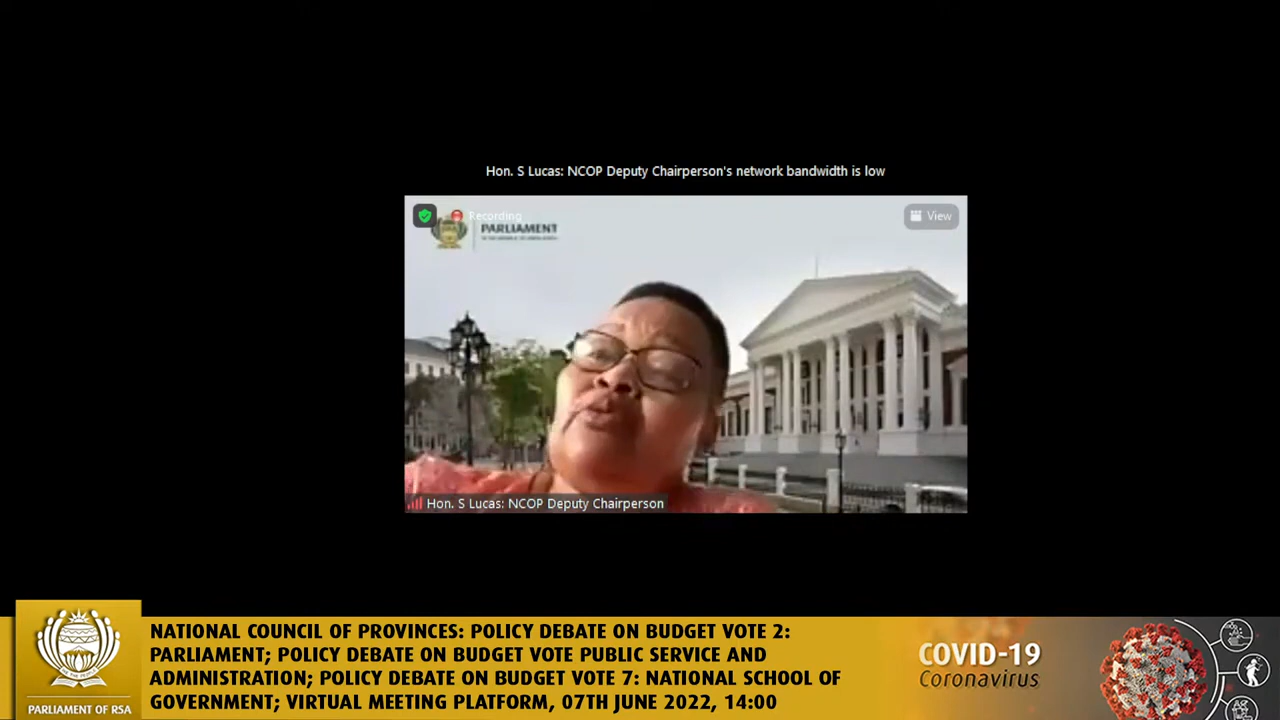 Hon. S Lucas: NCOP Deputy Chairperson's network bandwidth is low
Recording
View
PARLIAMENT
Hon. S Lucas: NCOP Deputy Chairperson
NATIONAL COUNCIL OF PROVINCES: POLICY DEBATE ON BUDGET VOTE 2:
PARLIAMENT; POLICY DEBATE ON BUDGET VOTE PUBLIC SERVICE AND
ADMINISTRATION; POLICY DEBATE ON BUDGET VOTE 7: NATIONAL SCHOOL OF
GOVERNMENT; VIRTUAL MEETING PLATFORM, 07TH JUNE 2022, 14:00
PARLIAMENT OF RSA
COVID-19
Coronavirus